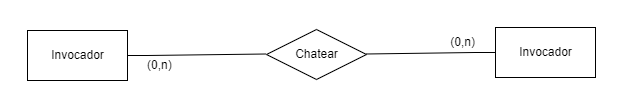 Invocador
(0,n)
Chatear
(0,n)
Invocador